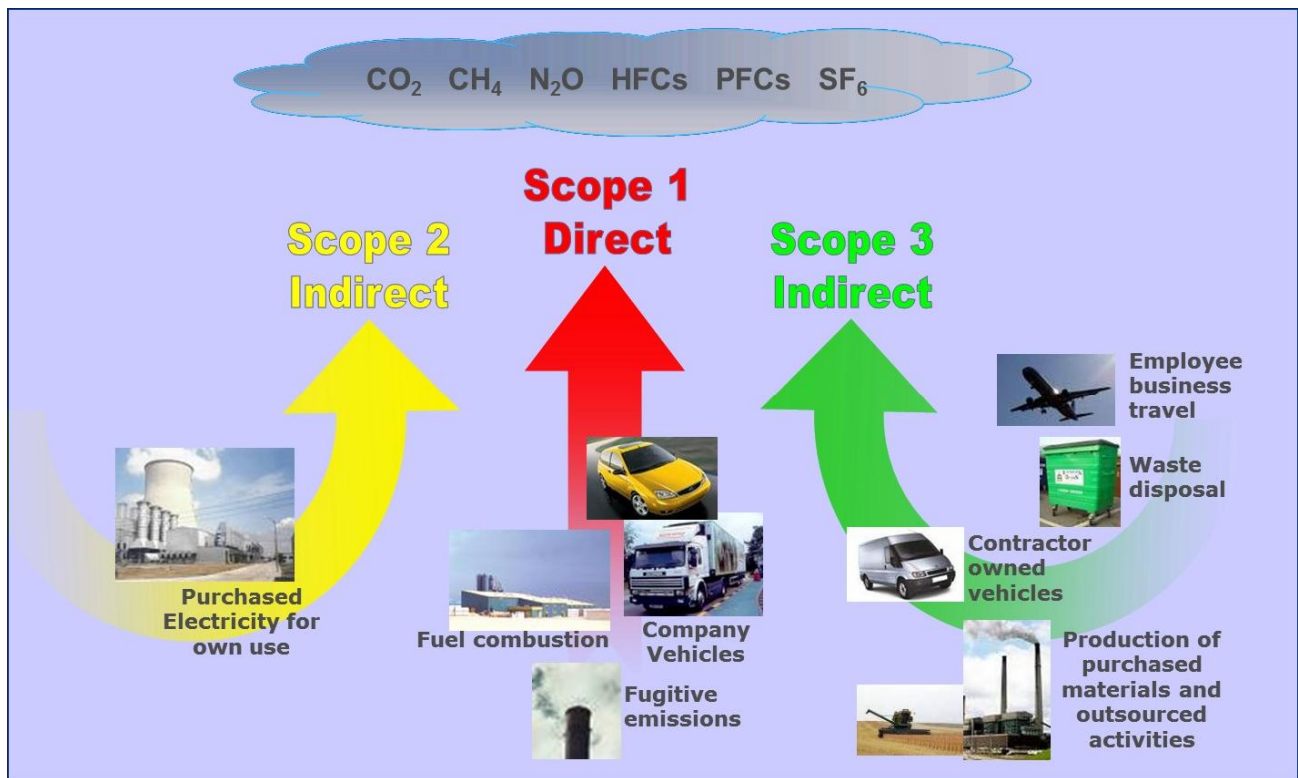 CO₂ CH₄ N₂O HFCs PFCs SF₆
Scope 1
Direct
Scope 2
Indirect
Scope 3
Indirect
Purchased
Electricity for
own use
Fuel combustion
Company
Vehicles
Fugitive
emissions
Employee
business
travel
Waste
disposal
Contractor
owned
vehicles
Production of
purchased
materials and
outsourced
activities